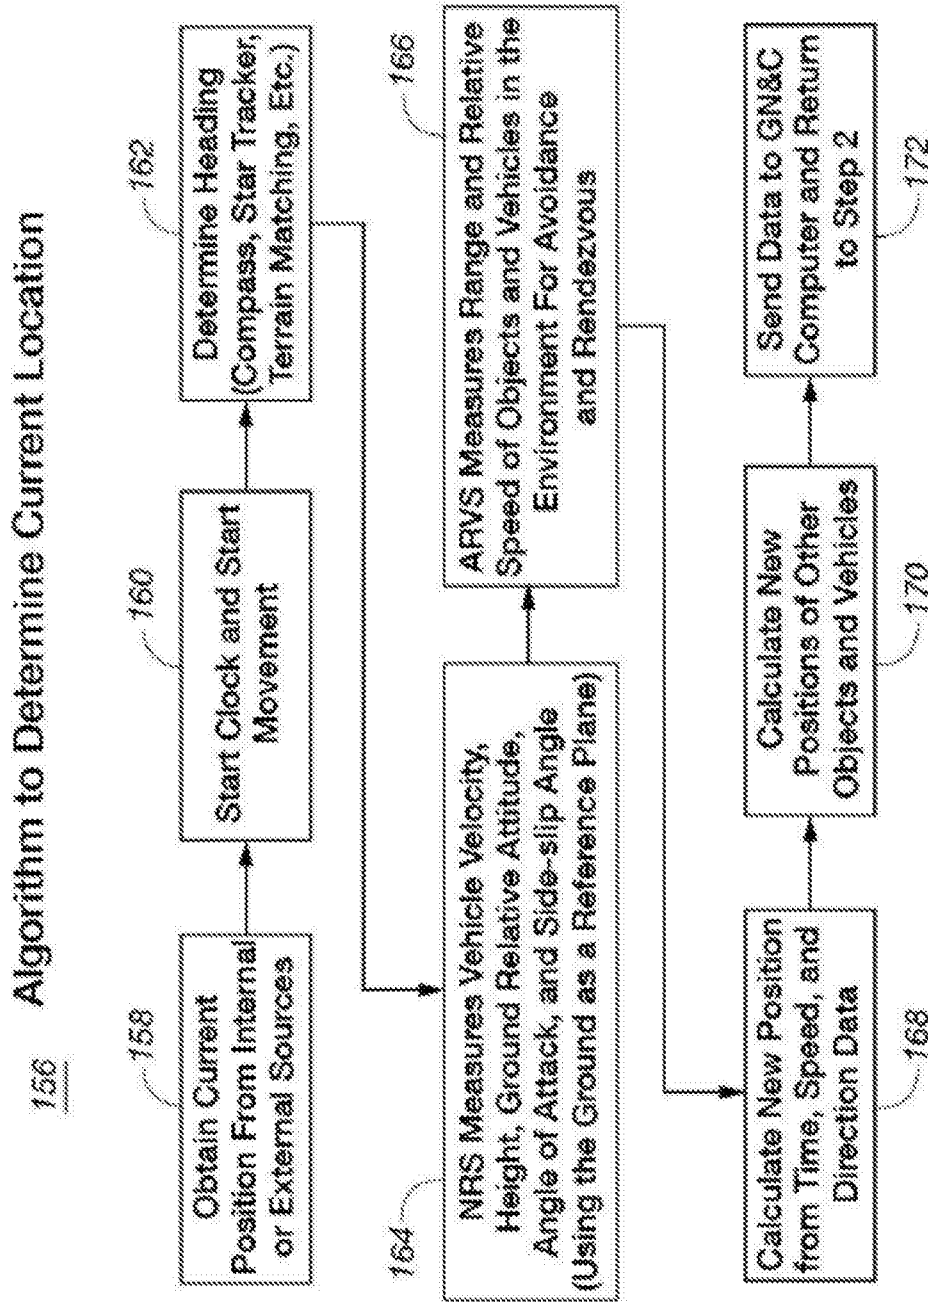 Algorithm to Determine Current Location
156
158
Obtain Current
Position From Internal
or External Sources
160
Start Clock and Start
Movement
162
Determine Heading
(Compass, Star Tracker,
Terrain Matching, Etc.)
164
NRS Measures Vehicle Velocity,
Height, Ground Relative Attitude,
Angle of Attack, and Side-slip Angle
(Using the Ground as a Reference Plane)
166
ARVS Measures Range and Relative
Speed of Objects and Vehicles in the
Environment For Avoidance
and Rendezvous
Calculate New Position
from Time, Speed, and
Direction Data
168
Calculate New
Positions of Other
Objects and Vehicles
170
Send Data to GN&C
Computer and Return
to Step 2
172